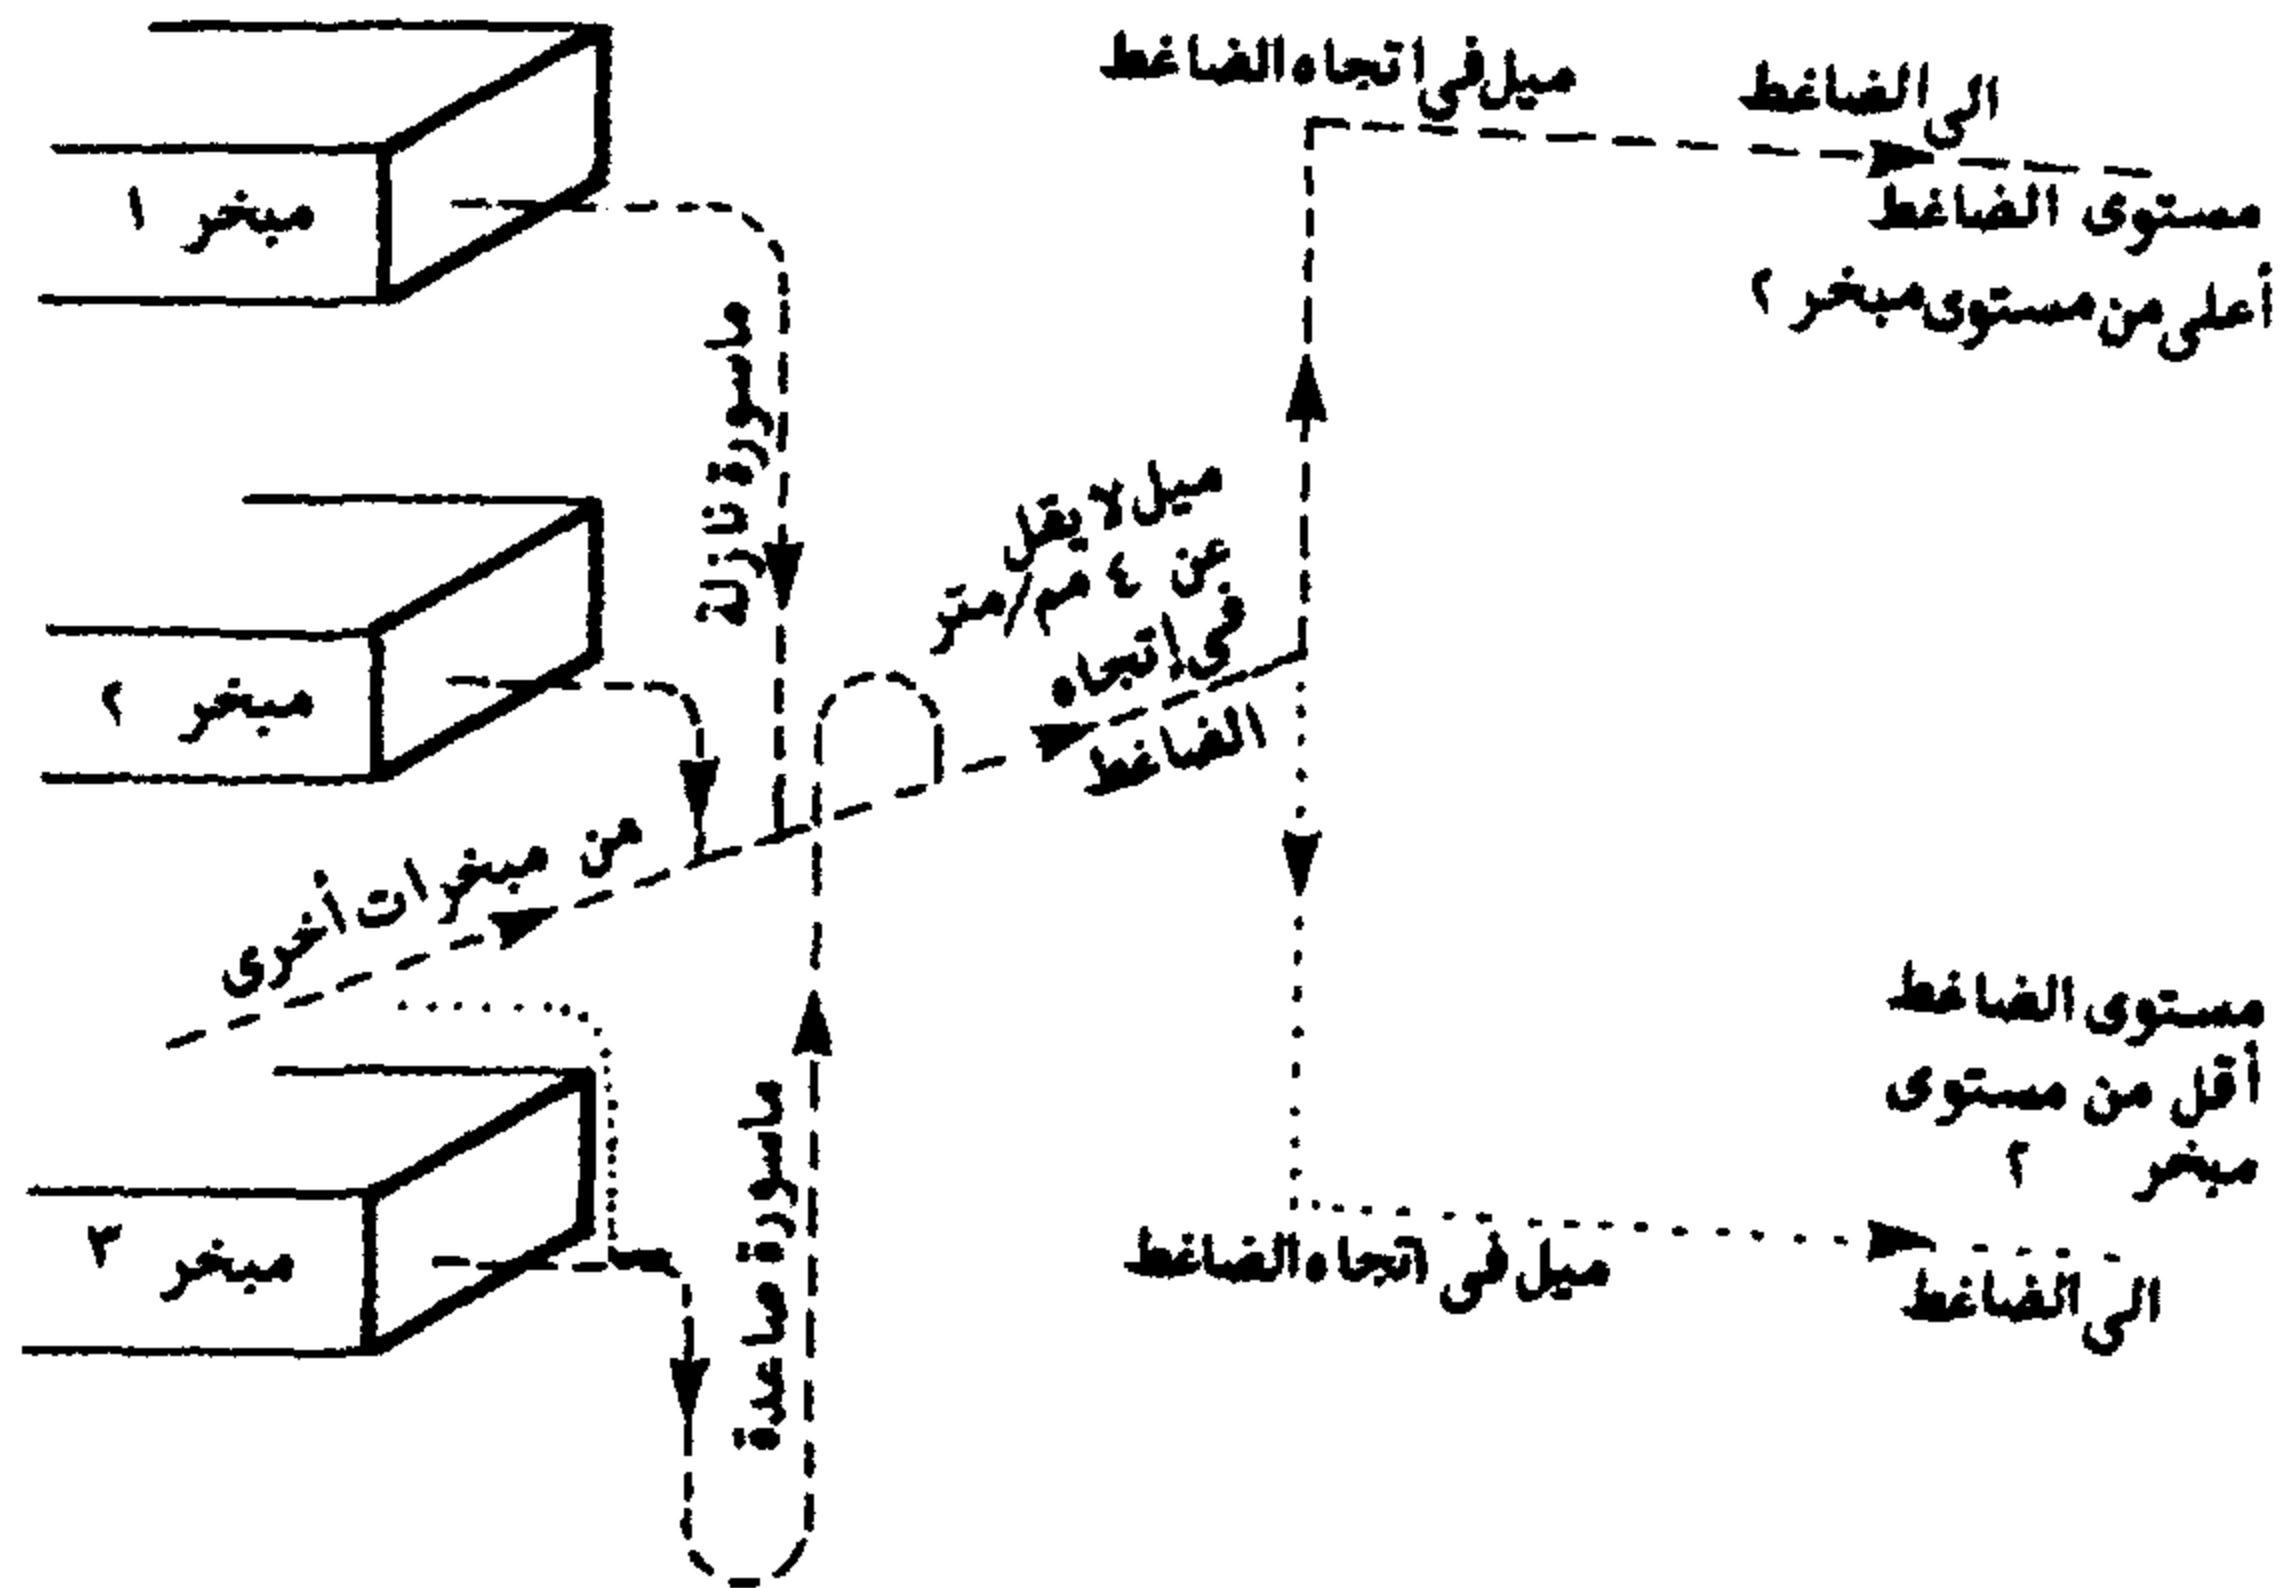 ميل في اتجاه الضاغط
الى الضاغط
مستوى الضاغط
أعلى من مستوى مبخر ٢
مبخر ١
ماسورة نازلة
ميل لا يقل
عن ٤ مم/متر
في إتجاه
الضاغط
مبخر ٢
من مبخرات أخرى
مستوى الضاغط
أقل من مستوى
مبخر ٢
مبخر ٣
ميل في اتجاه الضاغط
الى الضاغط